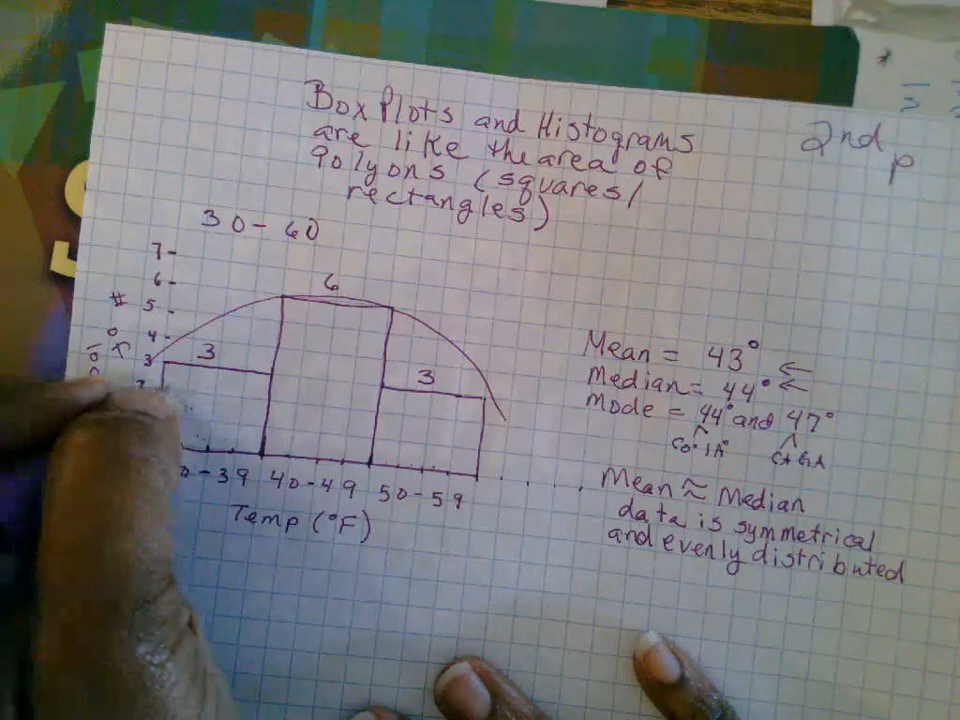 Box Plots and Histograms
are like the area of
Polyons (squares/
rectangles)
2nd p
30-60
7-
6-
5-
4-
3
#
3
6
3
-39 40-49 50-59
Temp (°F)
Mean = 43° ←
Median = 44° ←
Mode = 44° and 47°
Mean ≈ Median
data is symmetrical
and evenly distributed